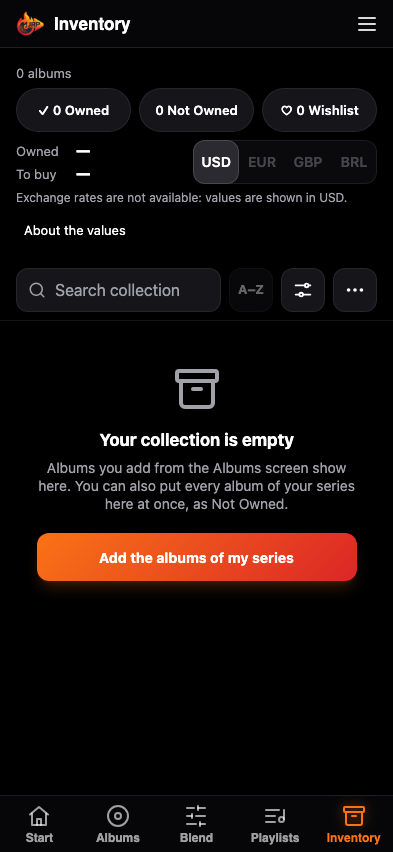 Inventory
0 albums
✓ 0 Owned
0 Not Owned
♡ 0 Wishlist
Owned —
To buy —
USD EUR GBP BRL
Exchange rates are not available: values are shown in USD.
About the values
Search collection
A–Z
Your collection is empty
Albums you add from the Albums screen show
here. You can also put every album of your series
here at once, as Not Owned.
Add the albums of my series
Start
Albums
Blend
Playlists
Inventory